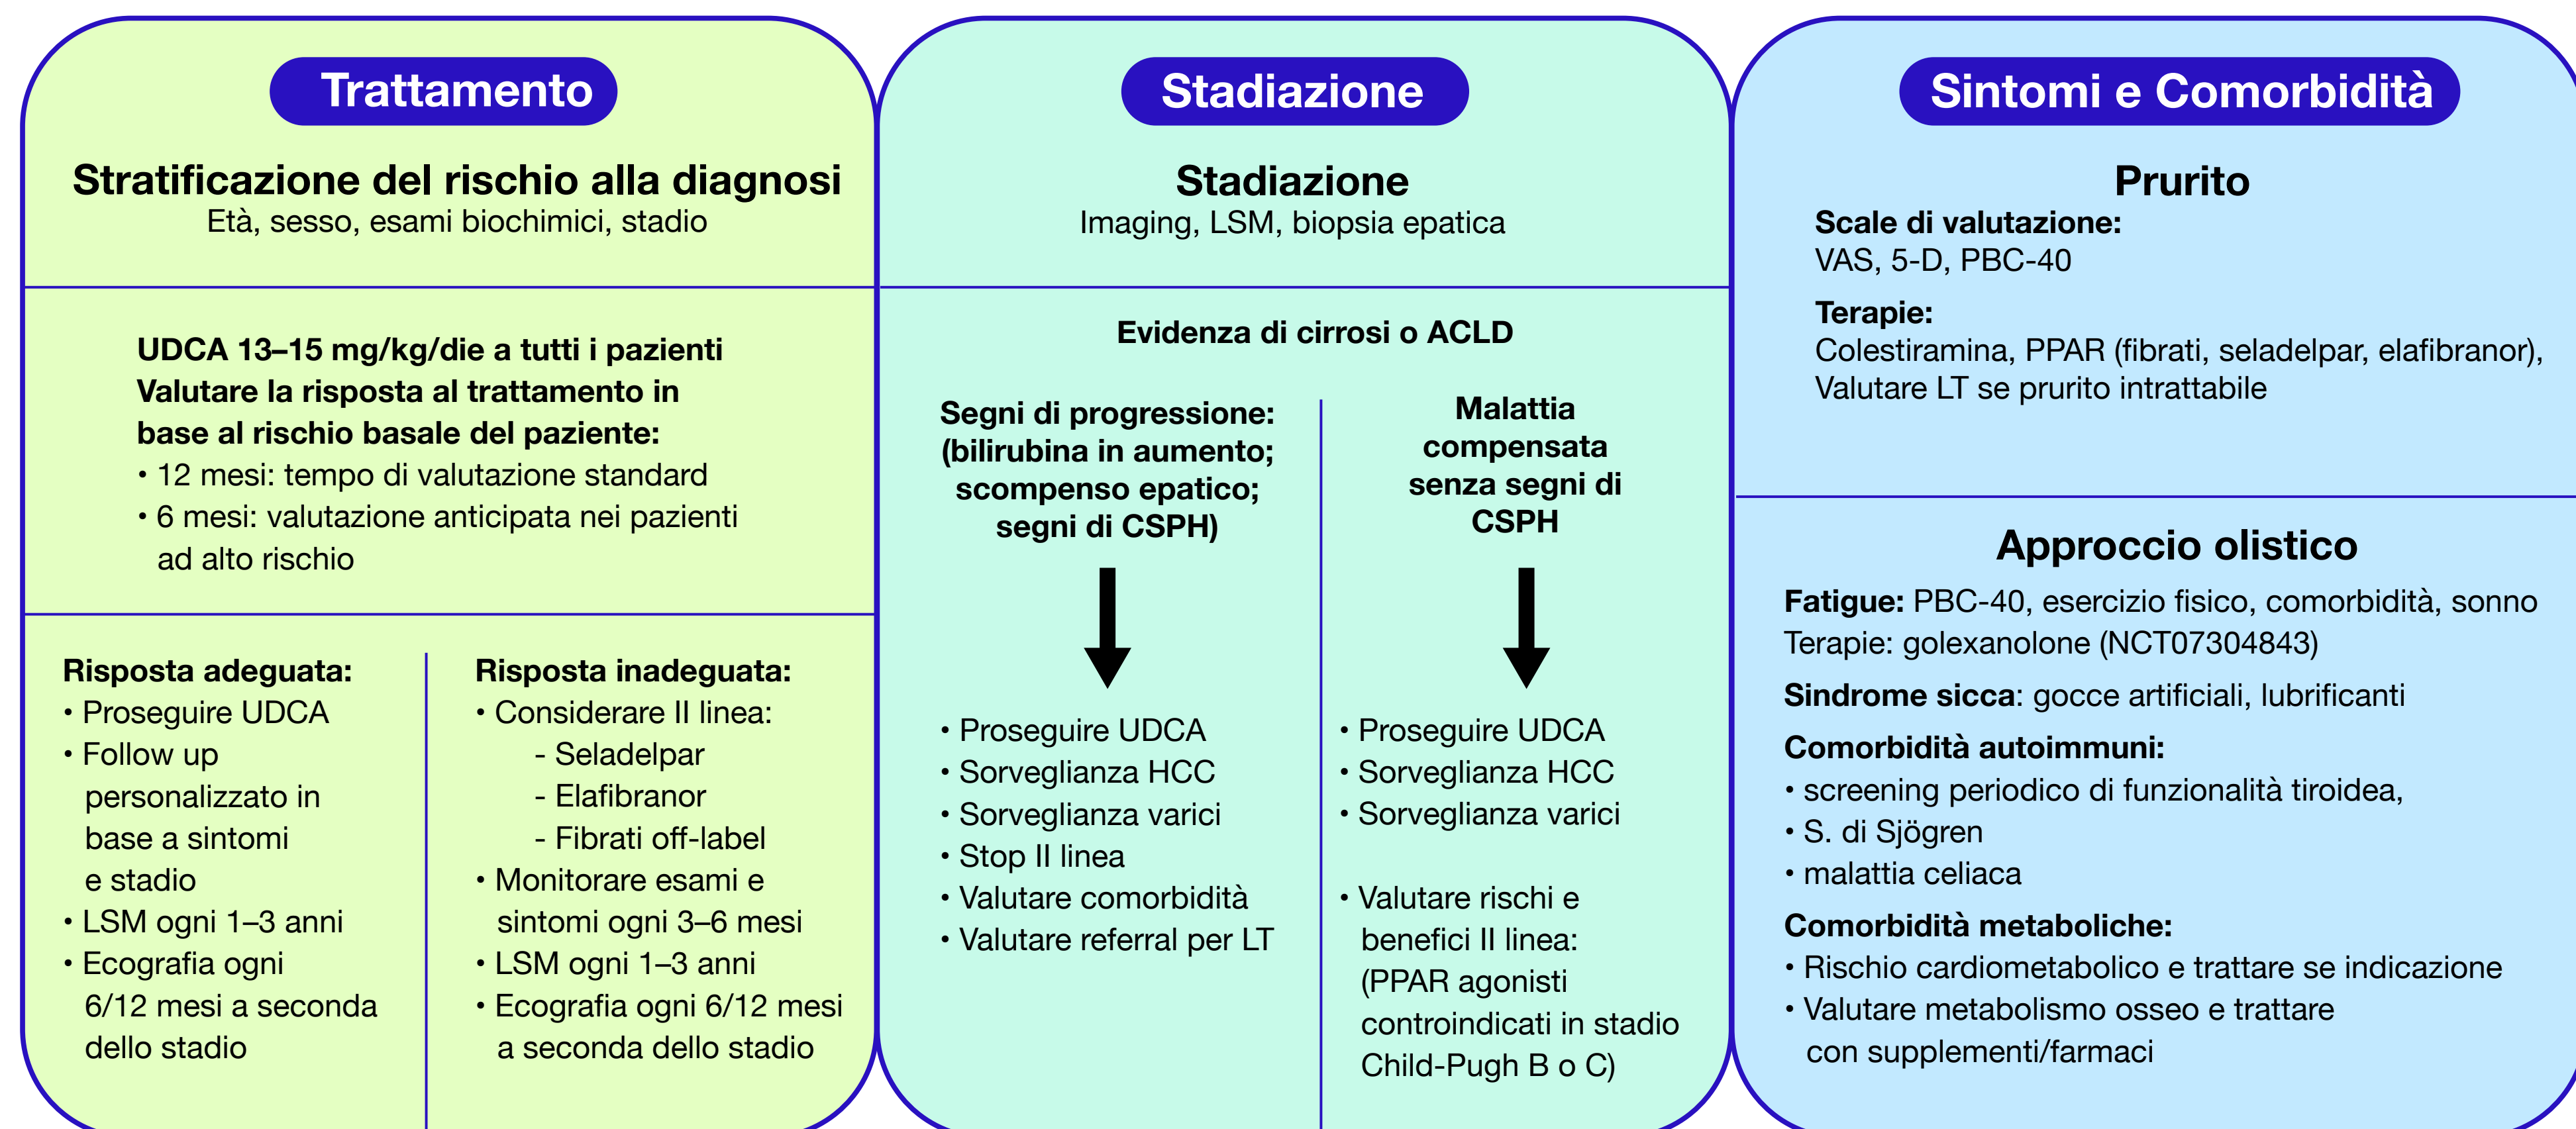 Trattamento
Stratificazione del rischio alla diagnosi
Età, sesso, esami biochimici, stadio
UDCA 13–15 mg/kg/die a tutti i pazienti
Valutare la risposta al trattamento in
base al rischio basale del paziente:
• 12 mesi: tempo di valutazione standard
• 6 mesi: valutazione anticipata nei pazienti
ad alto rischio
Risposta adeguata:
• Proseguire UDCA
• Follow up
personalizzato in
base a sintomi
e stadio
• LSM ogni 1–3 anni
• Ecografia ogni
6/12 mesi a seconda
dello stadio
Risposta inadeguata:
• Considerare II linea:
- Seladelpar
- Elafibranor
- Fibrati off-label
• Monitorare esami e
sintomi ogni 3–6 mesi
• LSM ogni 1–3 anni
• Ecografia ogni 6/12 mesi
a seconda dello stadio
Stadiazione
Stadiazione
Imaging, LSM, biopsia epatica
Evidenza di cirrosi o ACLD
Segni di progressione:
(bilirubina in aumento;
scompenso epatico;
segni di CSPH)
• Proseguire UDCA
• Sorveglianza HCC
• Sorveglianza varici
• Stop II linea
• Valutare comorbidità
• Valutare referral per LT
Malattia
compensata
senza segni di
CSPH
• Proseguire UDCA
• Sorveglianza HCC
• Sorveglianza varici
• Valutare rischi e
benefici II linea:
(PPAR agonisti
controindicati in stadio
Child-Pugh B o C)
Sintomi e Comorbidità
Prurito
Scale di valutazione:
VAS, 5-D, PBC-40
Terapie:
Colestiramina, PPAR (fibrati, seladelpar, elafibranor),
Valutare LT se prurito intrattabile
Approccio olistico
Fatigue: PBC-40, esercizio fisico, comorbidità, sonno
Terapie: golexanolone (NCT07304843)
Sindrome sicca: gocce artificiali, lubrificanti
Comorbidità autoimmuni:
• screening periodico di funzionalità tiroidea,
• S. di Sjögren
• malattia celiaca
Comorbidità metaboliche:
• Rischio cardiometabolico e trattare se indicazione
• Valutare metabolismo osseo e trattare
con supplementi/farmaci